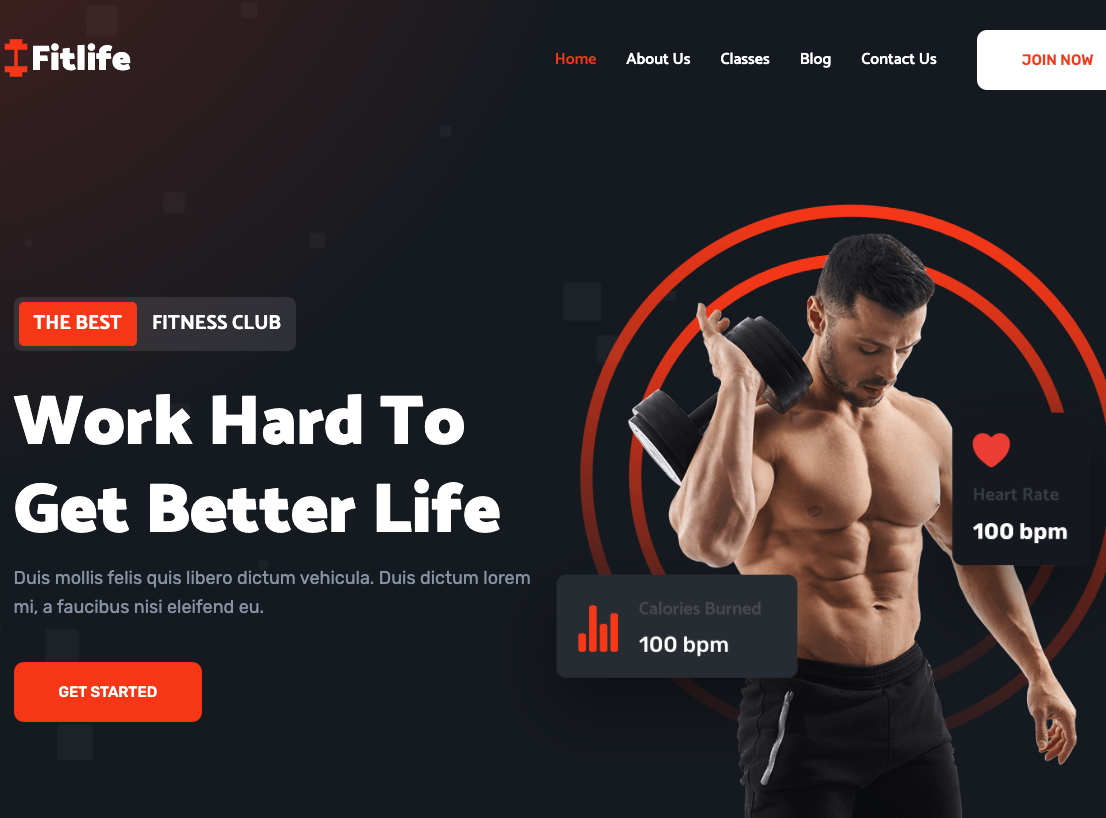 Fitlife
Home About Us Classes Blog Contact Us JOIN NOW
THE BEST FITNESS CLUB
Work Hard To
Get Better Life
Duis mollis felis quis libero dictum vehicula. Duis dictum lorem
mi, a faucibus nisi eleifend eu.
GET STARTED
Heart Rate
100 bpm
Calories Burned
100 bpm